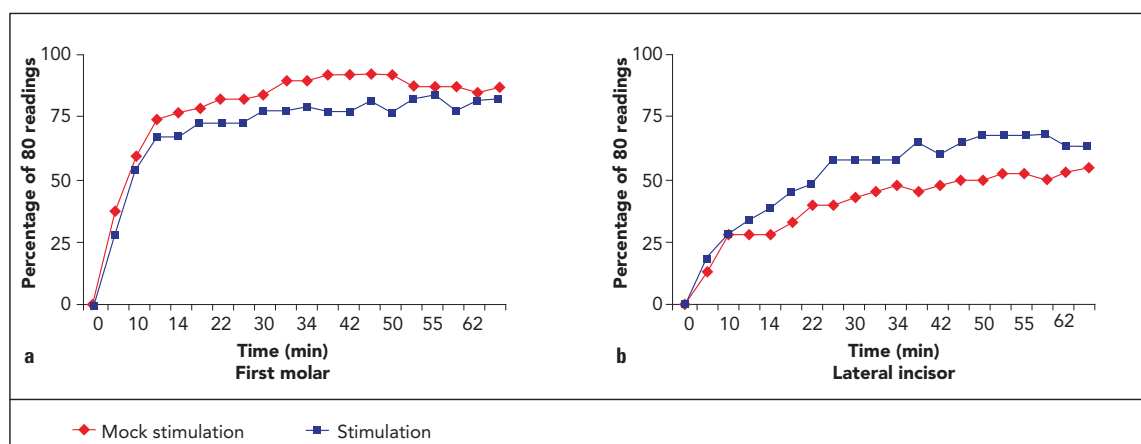 100
75
50
25
0
Percentage of 80 readings
0 10 14 22 30 34 42 50 55 62
Time (min)
First molar
a
100
75
50
25
0
Percentage of 80 readings
0 10 14 22 30 34 42 50 55 62
Time (min)
Lateral incisor
b
Mock stimulation
Stimulation